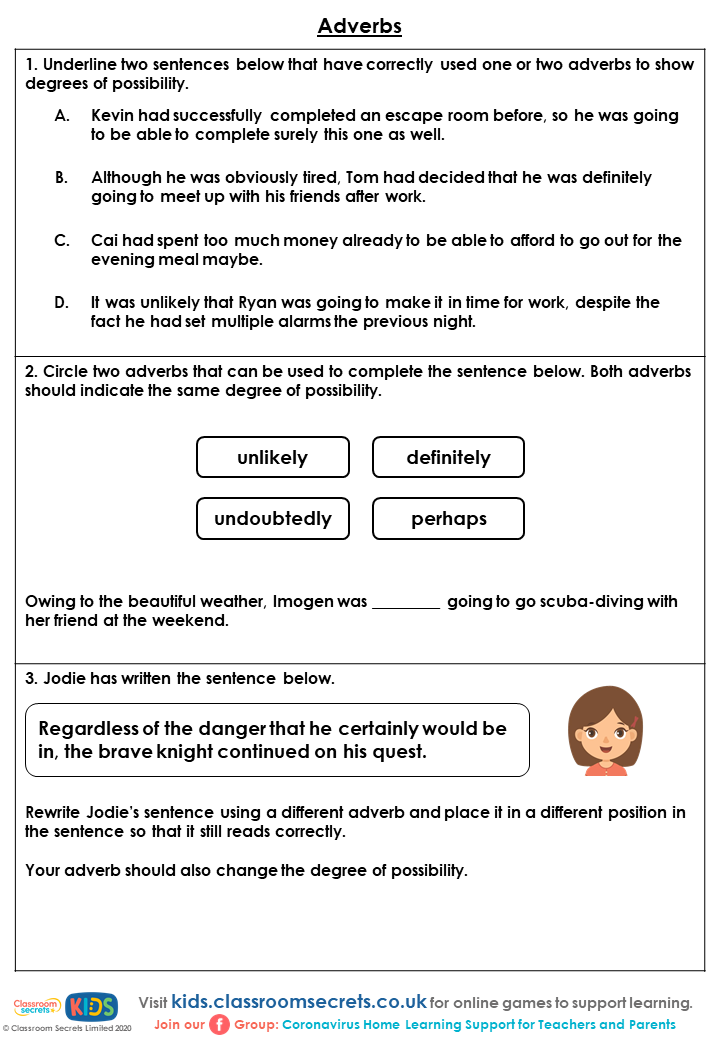 Adverbs
1. Underline two sentences below that have correctly used one or two adverbs to show
degrees of possibility.
A. Kevin had successfully completed an escape room before, so he was going
to be able to complete surely this one as well.
B. Although he was obviously tired, Tom had decided that he was definitely
going to meet up with his friends after work.
C. Cai had spent too much money already to be able to afford to go out for the
evening meal maybe.
D. It was unlikely that Ryan was going to make it in time for work, despite the
fact he had set multiple alarms the previous night.
2. Circle two adverbs that can be used to complete the sentence below. Both adverbs
should indicate the same degree of possibility.
unlikely definitely
undoubtedly perhaps
Owing to the beautiful weather, Imogen was ________ going to go scuba-diving with
her friend at the weekend.
3. Jodie has written the sentence below.
Regardless of the danger that he certainly would be
in, the brave knight continued on his quest.
Rewrite Jodie's sentence using a different adverb and place it in a different position in
the sentence so that it still reads correctly.
Your adverb should also change the degree of possibility.
Classroom
Secrets KIDS
© Classroom Secrets Limited 2020
Visit kids.classroomsecrets.co.uk for online games to support learning.
Join our f Group: Coronavirus Home Learning Support for Teachers and Parents